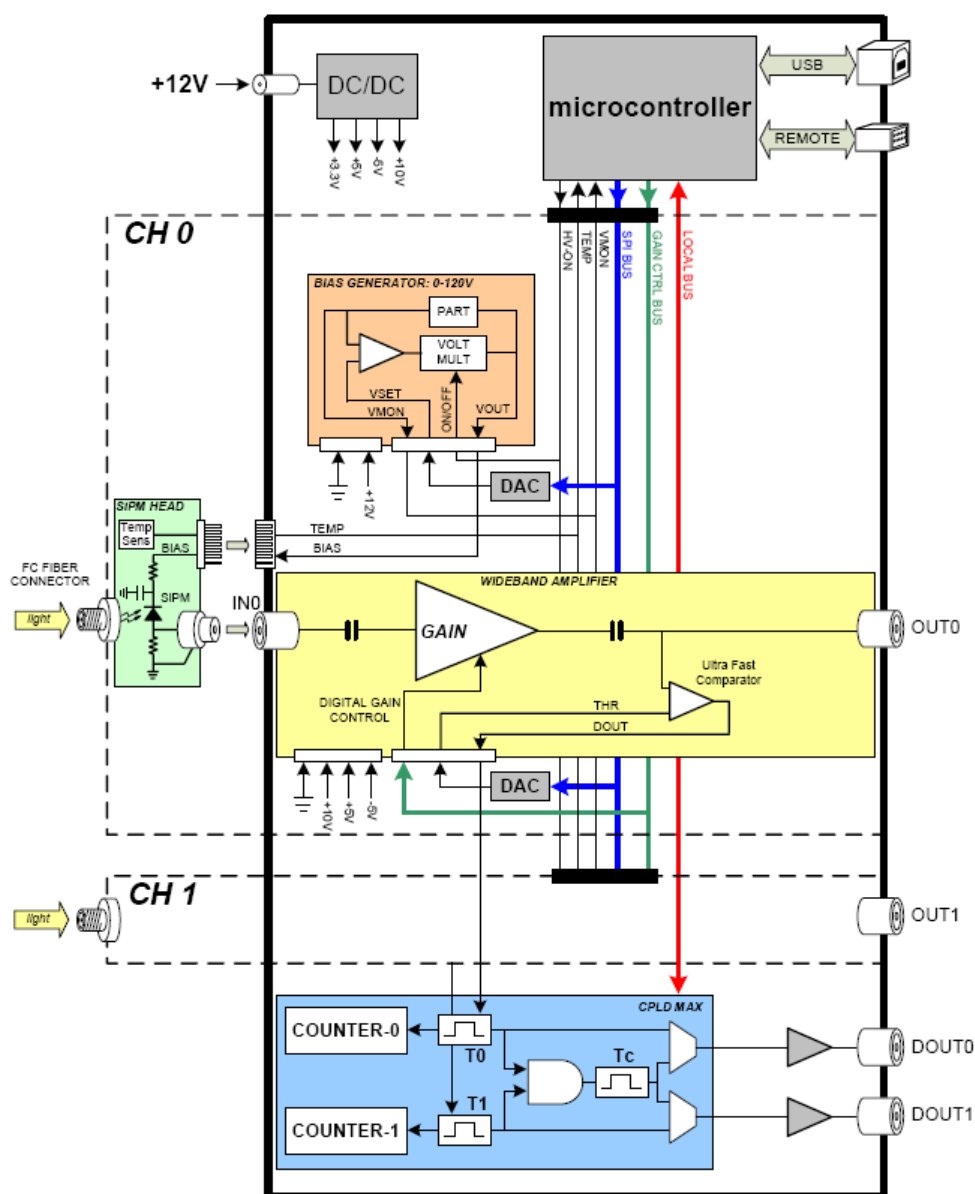 +12V
DC/DC
+3.3V
+5V
-5V
+10V
microcontroller
USB
REMOTE
CH 0
HV-ON
TEMP
VMON
SPI BUS
GAIN CTRL BUS
LOCAL BUS
BIAS GENERATOR: 0-120V
PART
VOLT
MULT
VSET
VMON
ON/OFF
VOUT
+12V
DAC
SiPM HEAD
Temp
Sens
BIAS
SIPM
TEMP
BIAS
FC FIBER
CONNECTOR
light
IN0
WIDEBAND AMPLIFIER
GAIN
OUT0
Ultra Fast
Comparator
DIGITAL GAIN
CONTROL
THR
DOUT
+10V
+5V
-5V
DAC
CH 1
light
OUT1
CPLD MAX
COUNTER-0
T0
Tc
DOUT0
COUNTER-1
T1
DOUT1